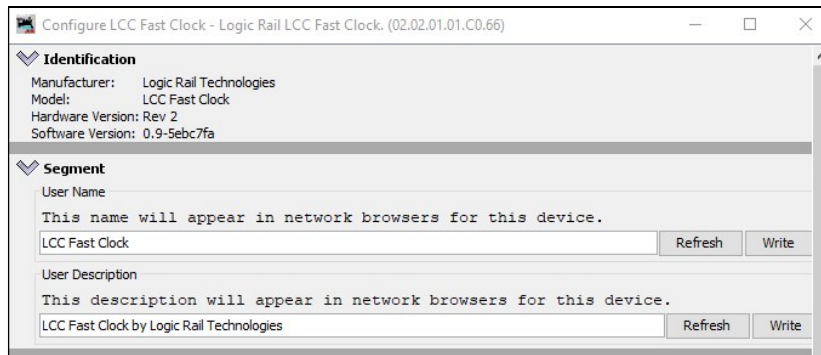 Configure LCC Fast Clock - Logic Rail LCC Fast Clock. (02.02.01.01.C0.66)
Identification
Manufacturer: Logic Rail Technologies
Model: LCC Fast Clock
Hardware Version: Rev 2
Software Version: 0.9-5ebc7fa
Segment
User Name
This name will appear in network browsers for this device.
LCC Fast Clock Refresh Write
User Description
This description will appear in network browsers for this device.
LCC Fast Clock by Logic Rail Technologies Refresh Write